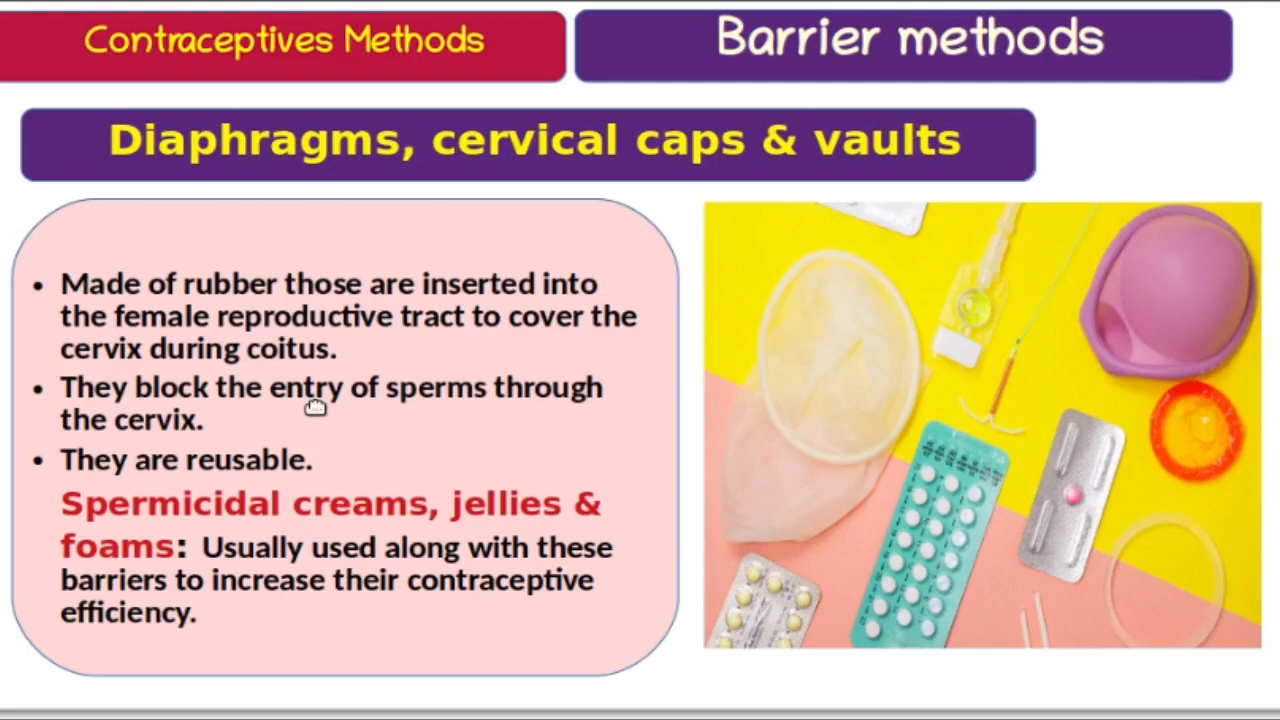 Contraceptives Methods
Barrier methods
Diaphragms, cervical caps & vaults
• Made of rubber those are inserted into
the female reproductive tract to cover the
cervix during coitus.
• They block the entry of sperms through
the cervix.
• They are reusable.
Spermicidal creams, jellies &
foams: Usually used along with these
barriers to increase their contraceptive
efficiency.